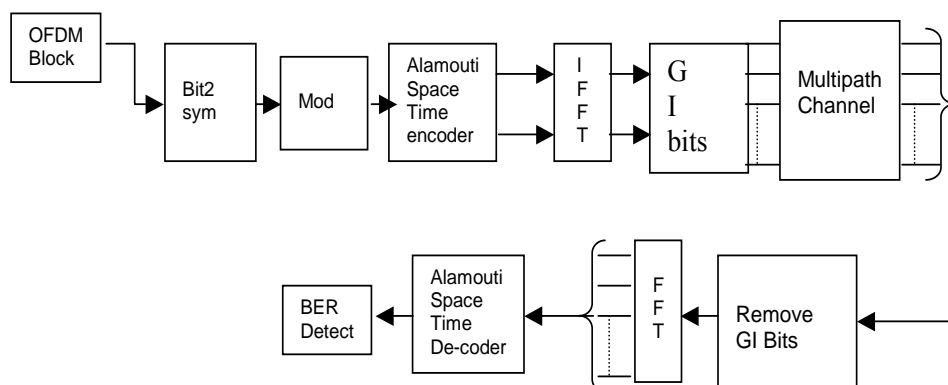 OFDM
Block
Bit2
sym
Mod
Alamouti
Space
Time
encoder
I
F
F
T
G
I
bits
Multipath
Channel
BER
Detect
Alamouti
Space
Time
De-coder
F
F
T
Remove
GI Bits